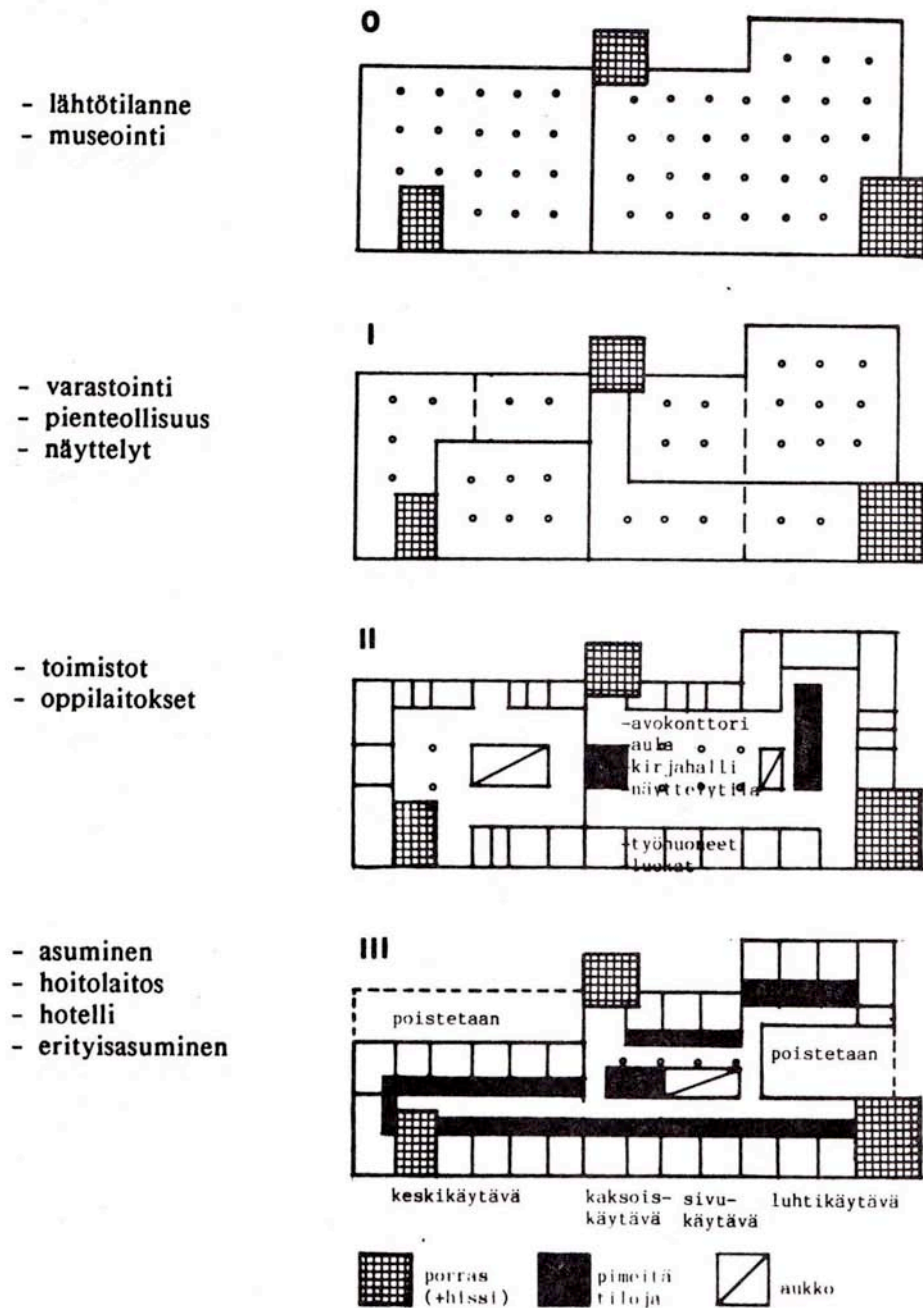 0
- lähtötilanne
- museointi
I
- varastointi
- pienteollisuus
- näyttelyt
II
- toimistot
- oppilaitokset
-avokonttori
-aula
-kirjahalli
-näyttelytila
-työhuoneet
-luokat
III
- asuminen
- hoitolaitos
- hotelli
- erityisasuminen
poistetaan
poistetaan
keskikäytävä
kaksois-
käytävä
sivu-
käytävä
luhtikäytävä
porras
(+hissi)
pimeitä
tiloja
aukko